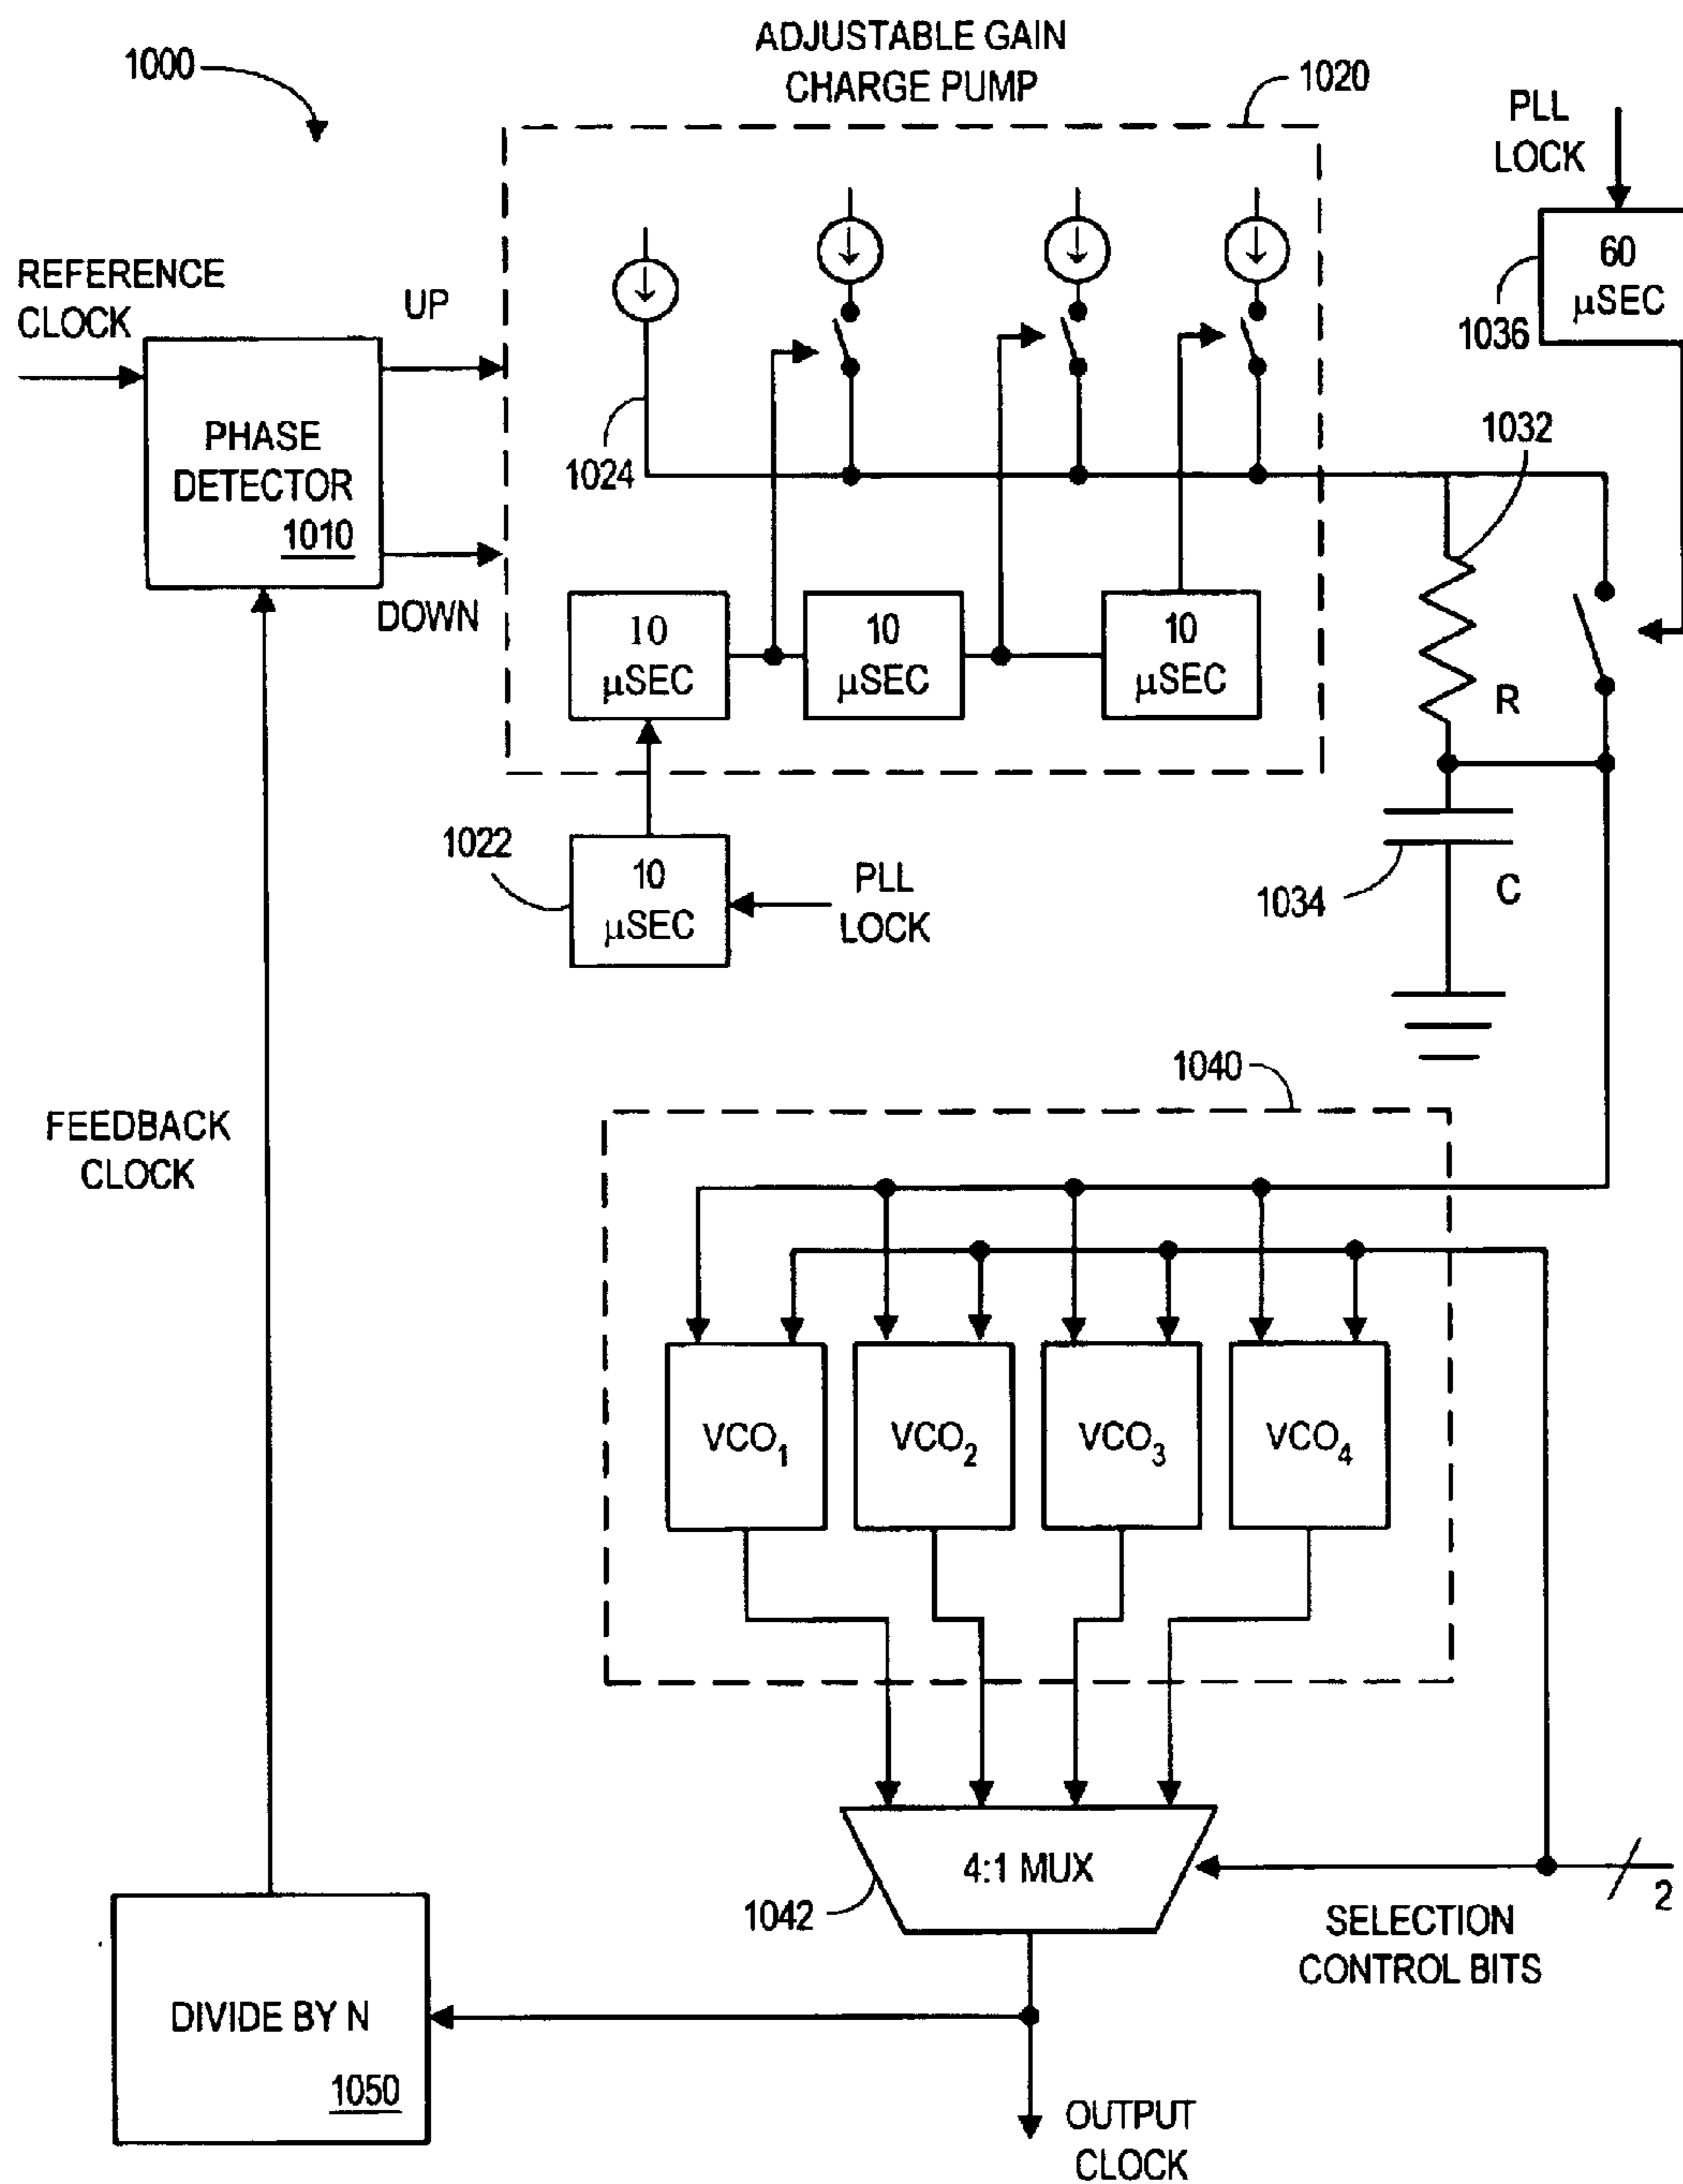 ADJUSTABLE GAIN
CHARGE PUMP
1000
1020
PLL
LOCK
60
µSEC
1036
REFERENCE
CLOCK
UP
PHASE
DETECTOR
1010
DOWN
1024
1032
10
µSEC
10
µSEC
10
µSEC
R
1022
10
µSEC
PLL
LOCK
1034
C
1040
FEEDBACK
CLOCK
VCO1
VCO2
VCO3
VCO4
4:1 MUX
1042
2
SELECTION
CONTROL BITS
DIVIDE BY N
1050
OUTPUT
CLOCK